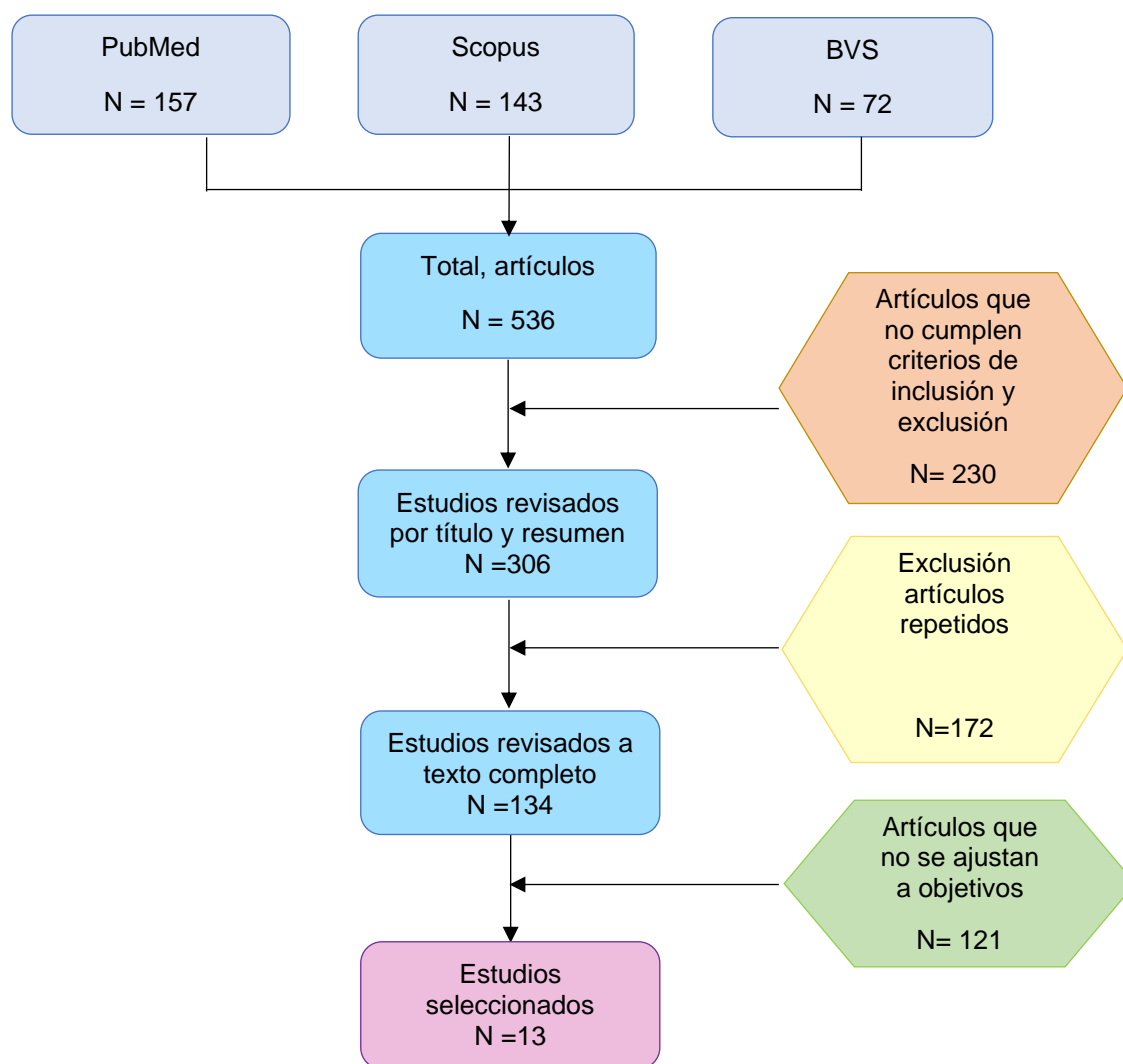 PubMed
N = 157
Scopus
N = 143
BVS
N = 72
Total, artículos
N = 536
Artículos que
no cumplen
criterios de
inclusión y
exclusión
N= 230
Estudios revisados
por título y resumen
N =306
Exclusión
artículos
repetidos
N=172
Estudios revisados a
texto completo
N =134
Artículos que
no se ajustan
a objetivos
N= 121
Estudios
seleccionados
N =13